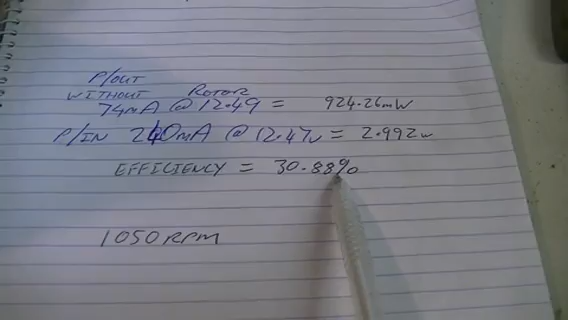 P/OUT
WITHOUT ROTOR
74mA @ 12.49 = 924.26mW
P/IN 240mA @ 12.47v = 2.992w
EFFICIENCY = 30.88%
1050 RPM